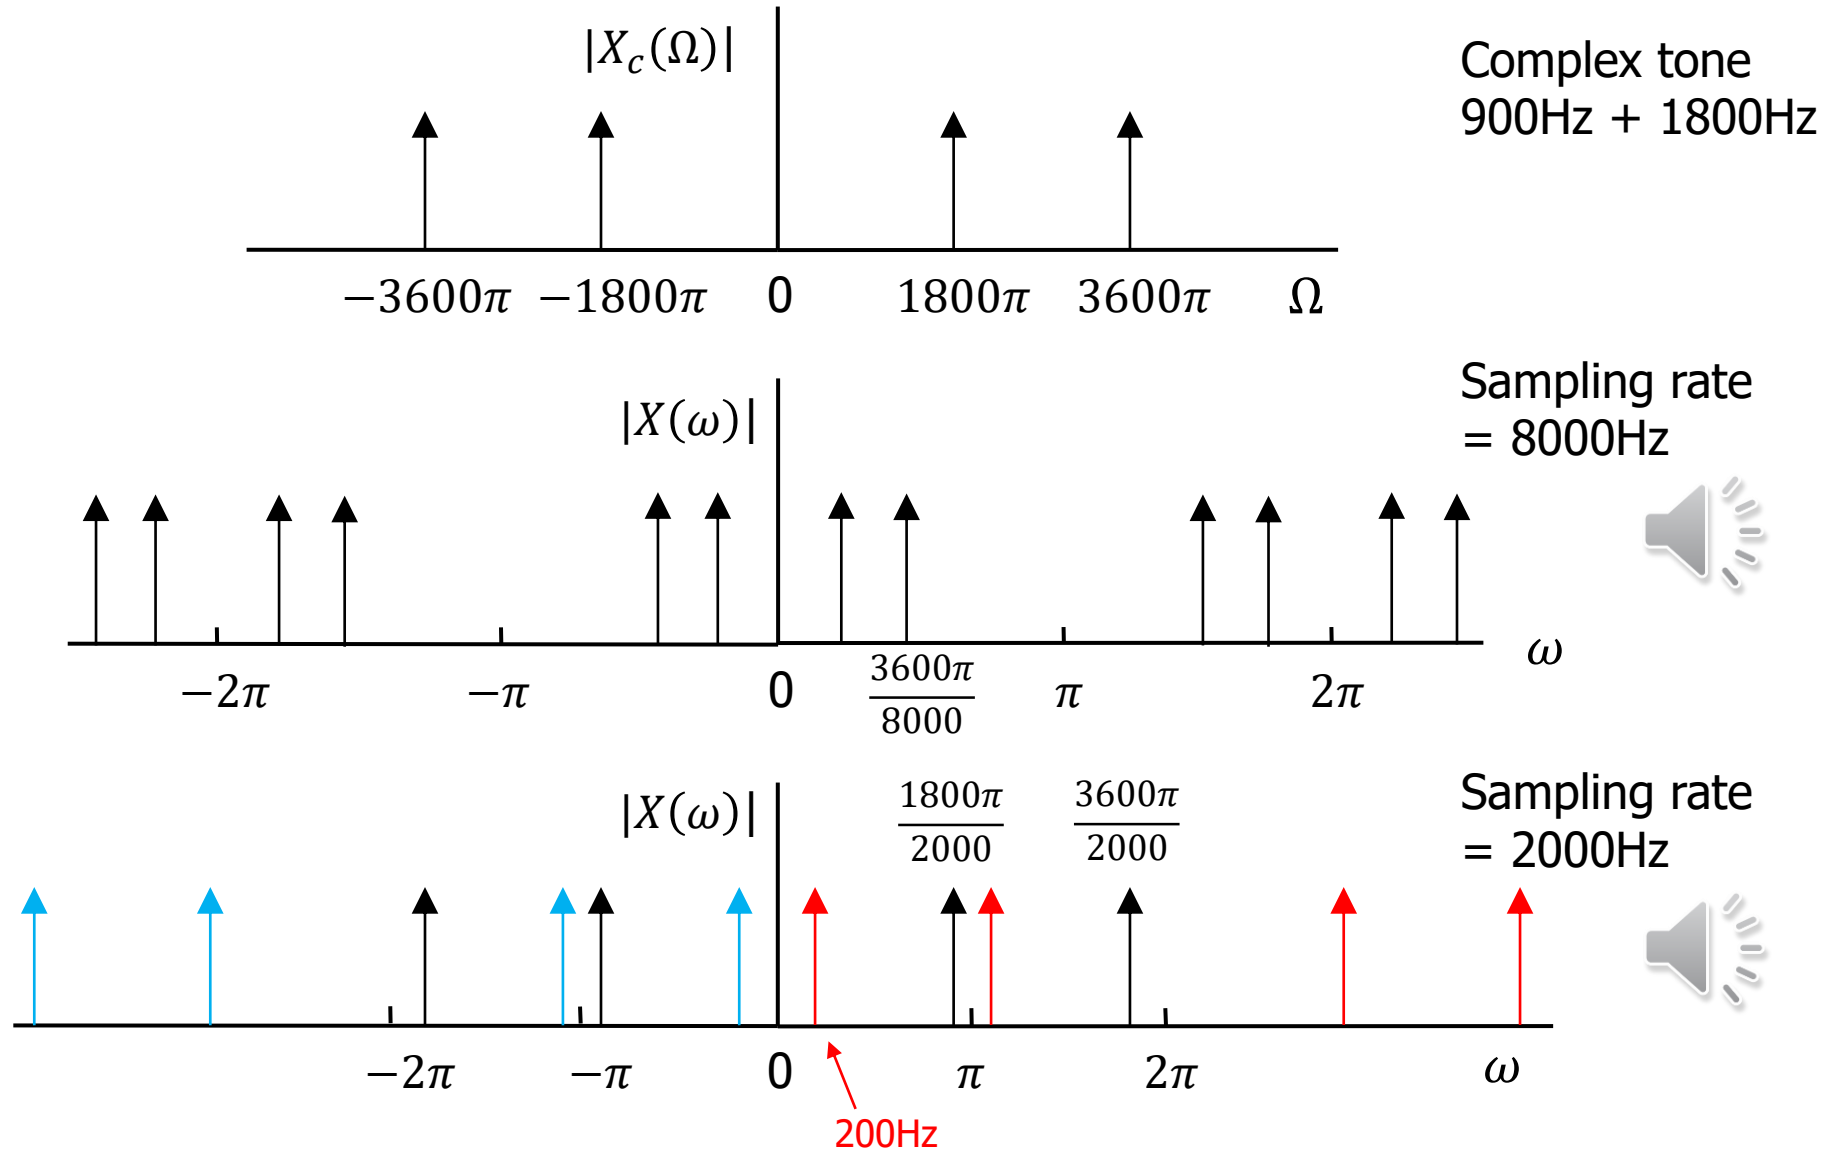 |X_c(Ω)|
Complex tone
900Hz + 1800Hz
−3600π −1800π 0 1800π 3600π Ω
|X(ω)|
Sampling rate
= 8000Hz
−2π −π 0 3600π/8000 π 2π ω
|X(ω)|
1800π/2000 3600π/2000
Sampling rate
= 2000Hz
−2π −π 0 π 2π ω
200Hz